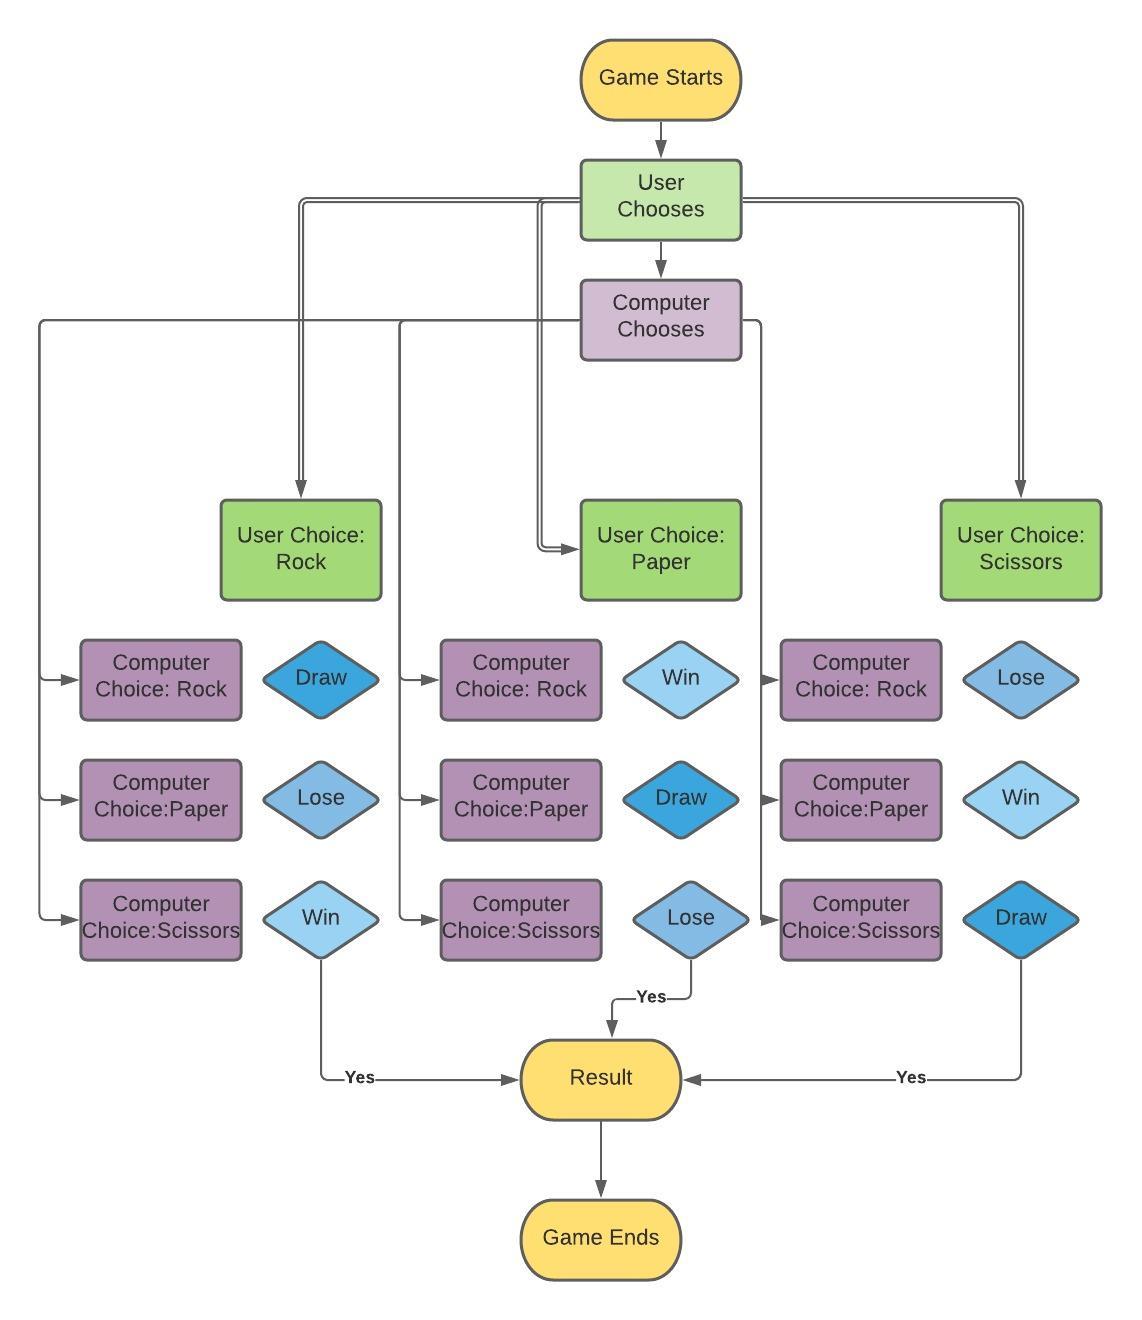 Game Starts
User
Chooses
Computer
Chooses
User Choice:
Rock
User Choice:
Paper
User Choice:
Scissors
Computer
Choice: Rock
Draw
Computer
Choice: Rock
Win
Computer
Choice: Rock
Lose
Computer
Choice:Paper
Lose
Computer
Choice:Paper
Draw
Computer
Choice:Paper
Win
Computer
Choice:Scissors
Win
Computer
Choice:Scissors
Lose
Computer
Choice:Scissors
Draw
Yes
Yes
Result
Yes
Game Ends